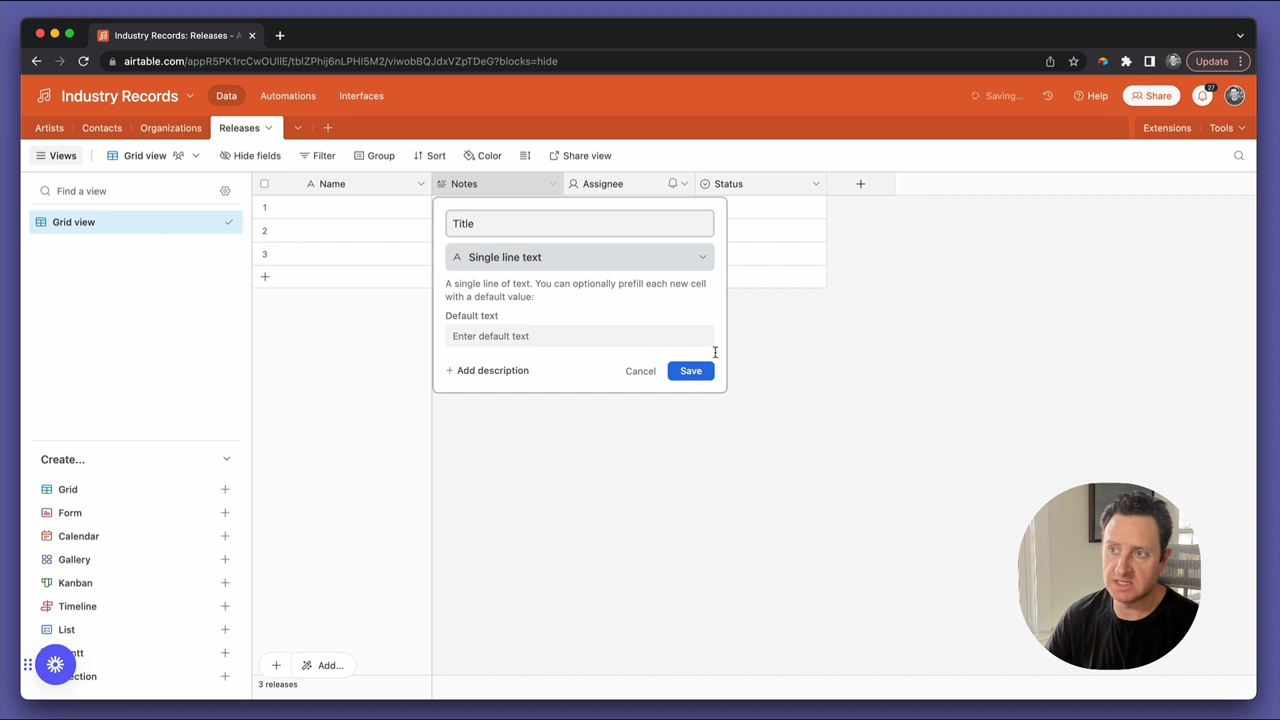 Industry Records: Releases - A
airtable.com/appR5PK1rcCwOUIIE/tblZPhij6nLPHI5M2/viwobBQJdxVZpTDeG?blocks=hide
Update
Industry Records
Data
Automations
Interfaces
Saving...
Help
Share
27
Artists
Contacts
Organizations
Releases
Extensions
Tools
Views
Grid view
Hide fields
Filter
Group
Sort
Color
Share view
Find a view
Name
Notes
Assignee
Status
Grid view
1
2
3
Title
Single line text
A single line of text. You can optionally prefill each new cell
with a default value:
Default text
Enter default text
Add description
Cancel
Save
Create...
Grid
Form
Calendar
Gallery
Kanban
Timeline
List
ntt
ction
Add...
3 releases